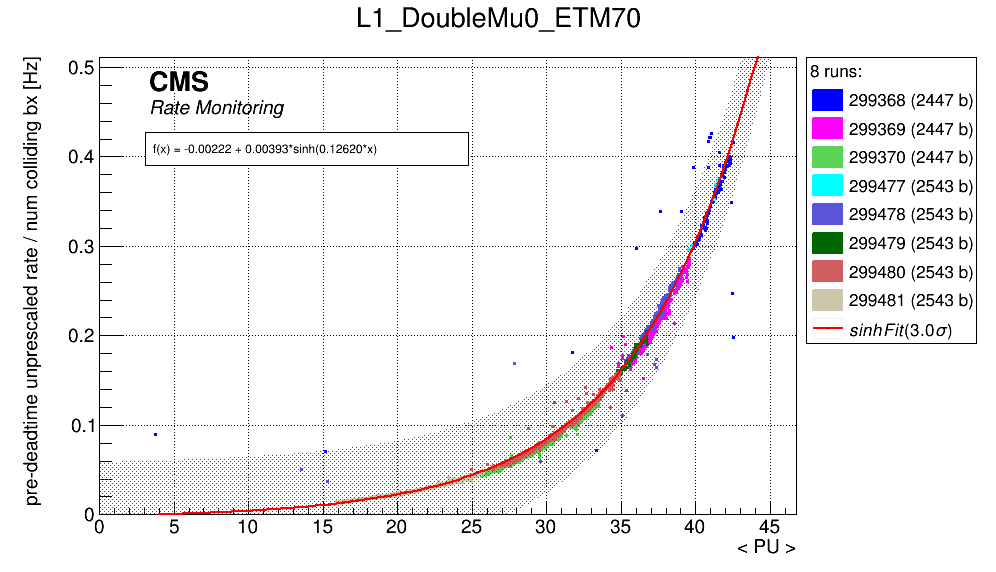 L1_DoubleMu0_ETM70
pre-deadtime unprescaled rate / num colliding bx [Hz]
CMS
Rate Monitoring
f(x) = -0.00222 + 0.00393*sinh(0.12620*x)
0.5
0.4
0.3
0.2
0.1
0
0 5 10 15 20 25 30 35 40 45
< PU >
8 runs:
299368 (2447 b)
299369 (2447 b)
299370 (2447 b)
299477 (2543 b)
299478 (2543 b)
299479 (2543 b)
299480 (2543 b)
299481 (2543 b)
sinhFit(3.0σ)